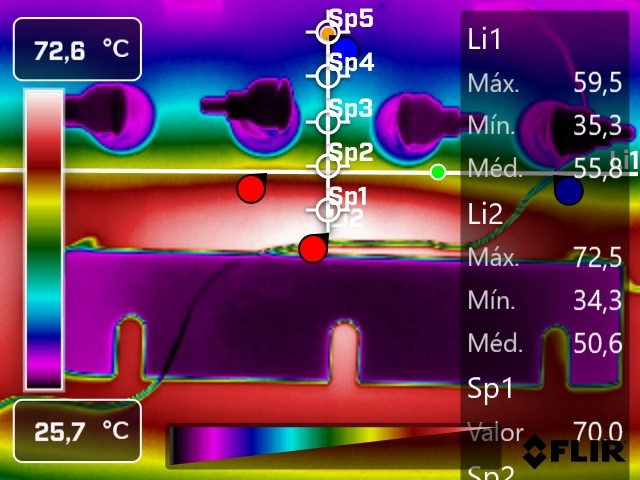 72,6 °C
Sp5
Sp4
Sp3
Sp2
Sp1
Li2
Li1
25,7 °C
Li1
Máx. 59,5
Mín. 35,3
Méd. 55,8
Li2
Máx. 72,5
Mín. 34,3
Méd. 50,6
Sp1
Valor 70,0
Sp2
FLIR